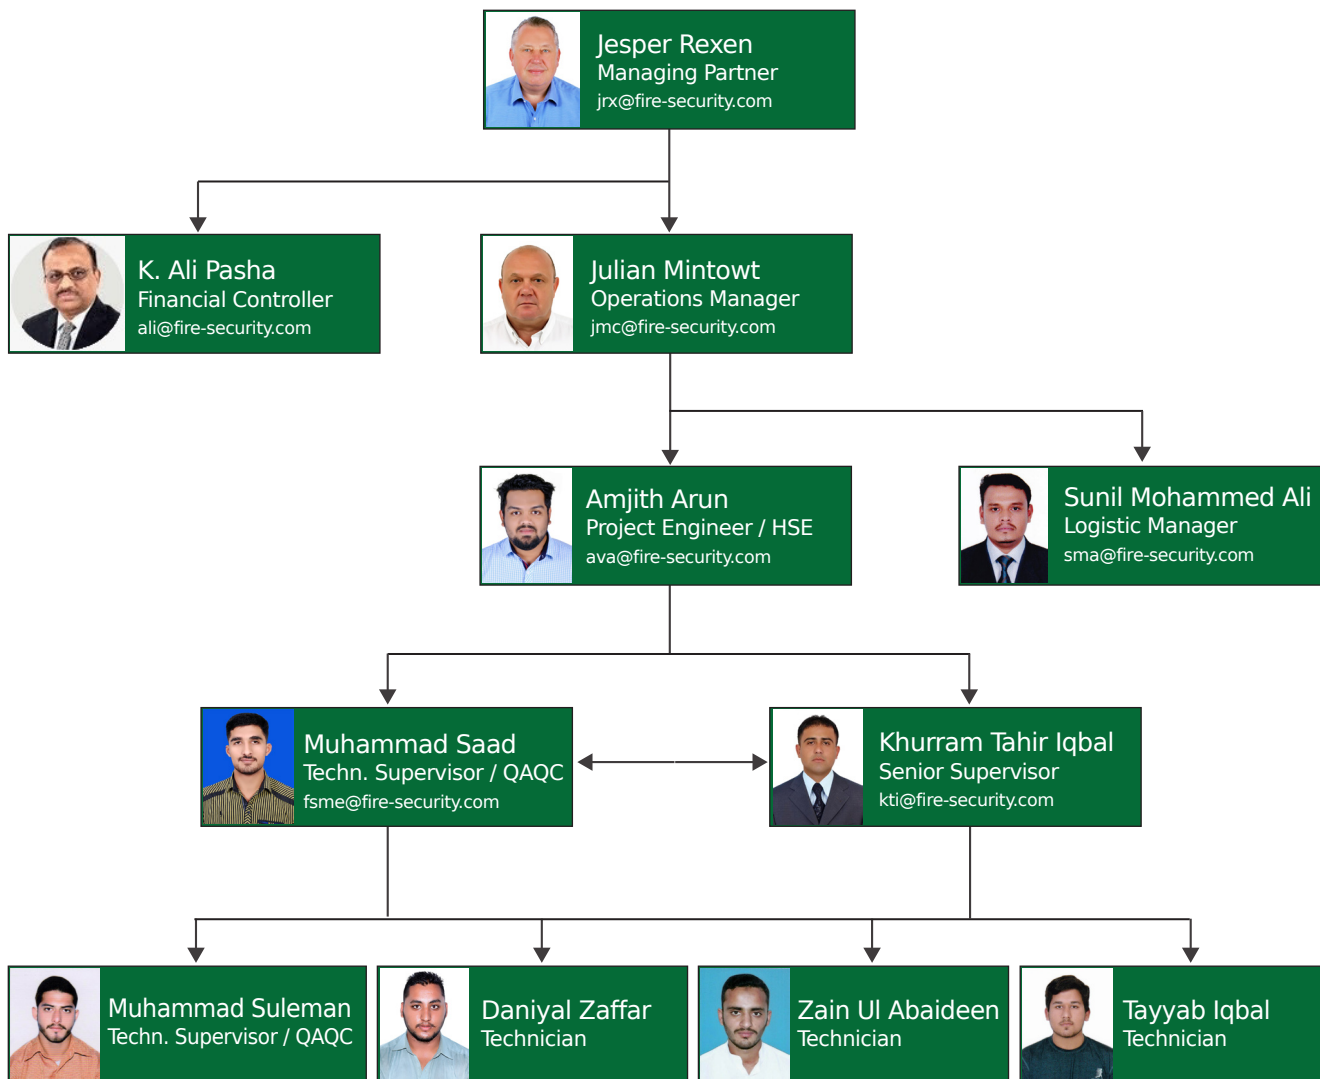 Jesper Rexen
Managing Partner
jrx@fire-security.com
K. Ali Pasha
Financial Controller
ali@fire-security.com
Julian Mintowt
Operations Manager
jmc@fire-security.com
Amjith Arun
Project Engineer / HSE
ava@fire-security.com
Sunil Mohammed Ali
Logistic Manager
sma@fire-security.com
Muhammad Saad
Techn. Supervisor / QAQC
fsme@fire-security.com
Khurram Tahir Iqbal
Senior Supervisor
kti@fire-security.com
Muhammad Suleman
Techn. Supervisor / QAQC
Daniyal Zaffar
Technician
Zain Ul Abaideen
Technician
Tayyab Iqbal
Technician